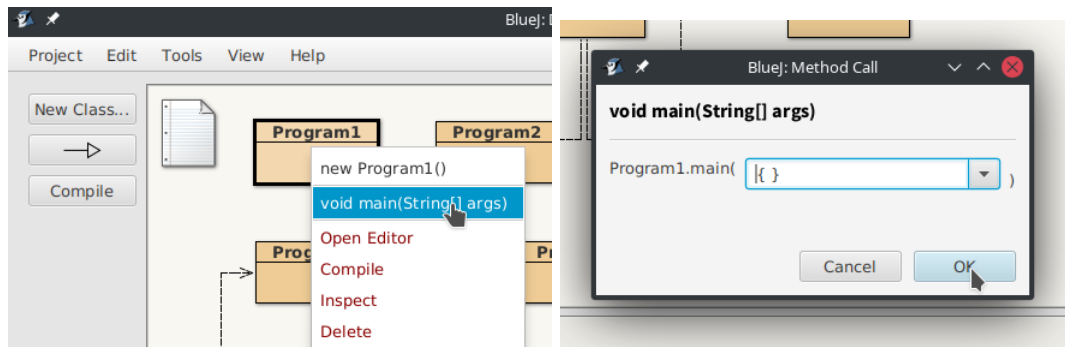 BlueJ:
Project Edit Tools View Help
New Class...
Compile
Program1
Program2
new Program1()
void main(String[] args)
Open Editor
Compile
Inspect
Delete
BlueJ: Method Call
void main(String[] args)
Program1.main( { } )
Cancel OK